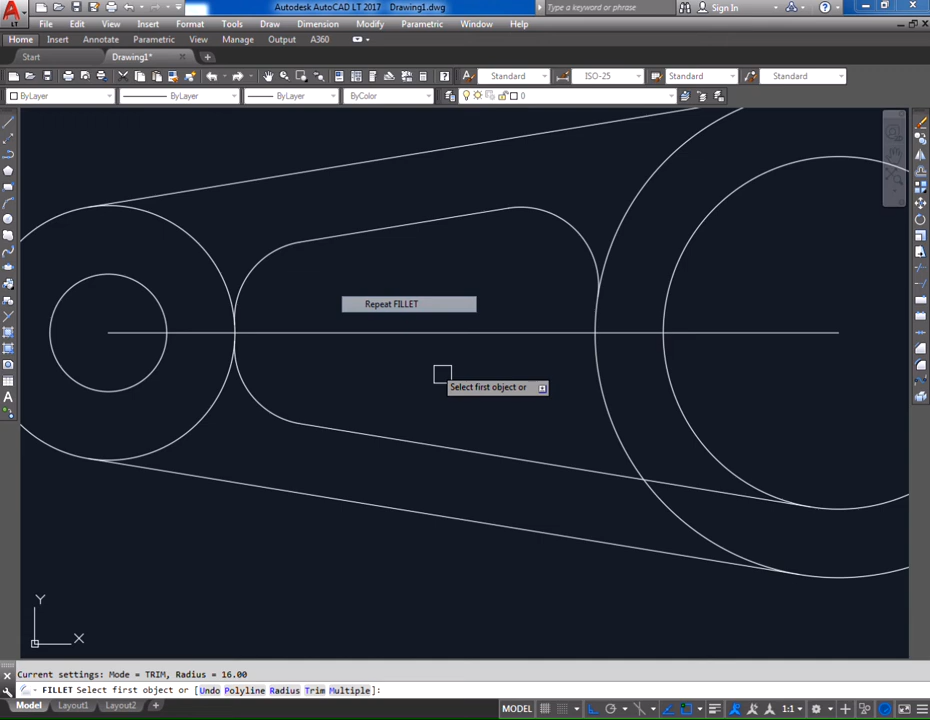 Autodesk AutoCAD LT 2017 Drawing1.dwg
Type a keyword or phrase
Sign In
LT
File Edit View Insert Format Tools Draw Dimension Modify Parametric Window Help
Home Insert Annotate Parametric View Manage Output A360
Start Drawing1*
Standard ISO-25 Standard Standard
ByLayer ByLayer ByLayer ByColor 0
Repeat FILLET
Select first object or
Y
X
Current settings: Mode = TRIM, Radius = 16.00
FILLET Select first object or [Undo Polyline Radius Trim Multiple]:
Model Layout1 Layout2 + MODEL 1:1